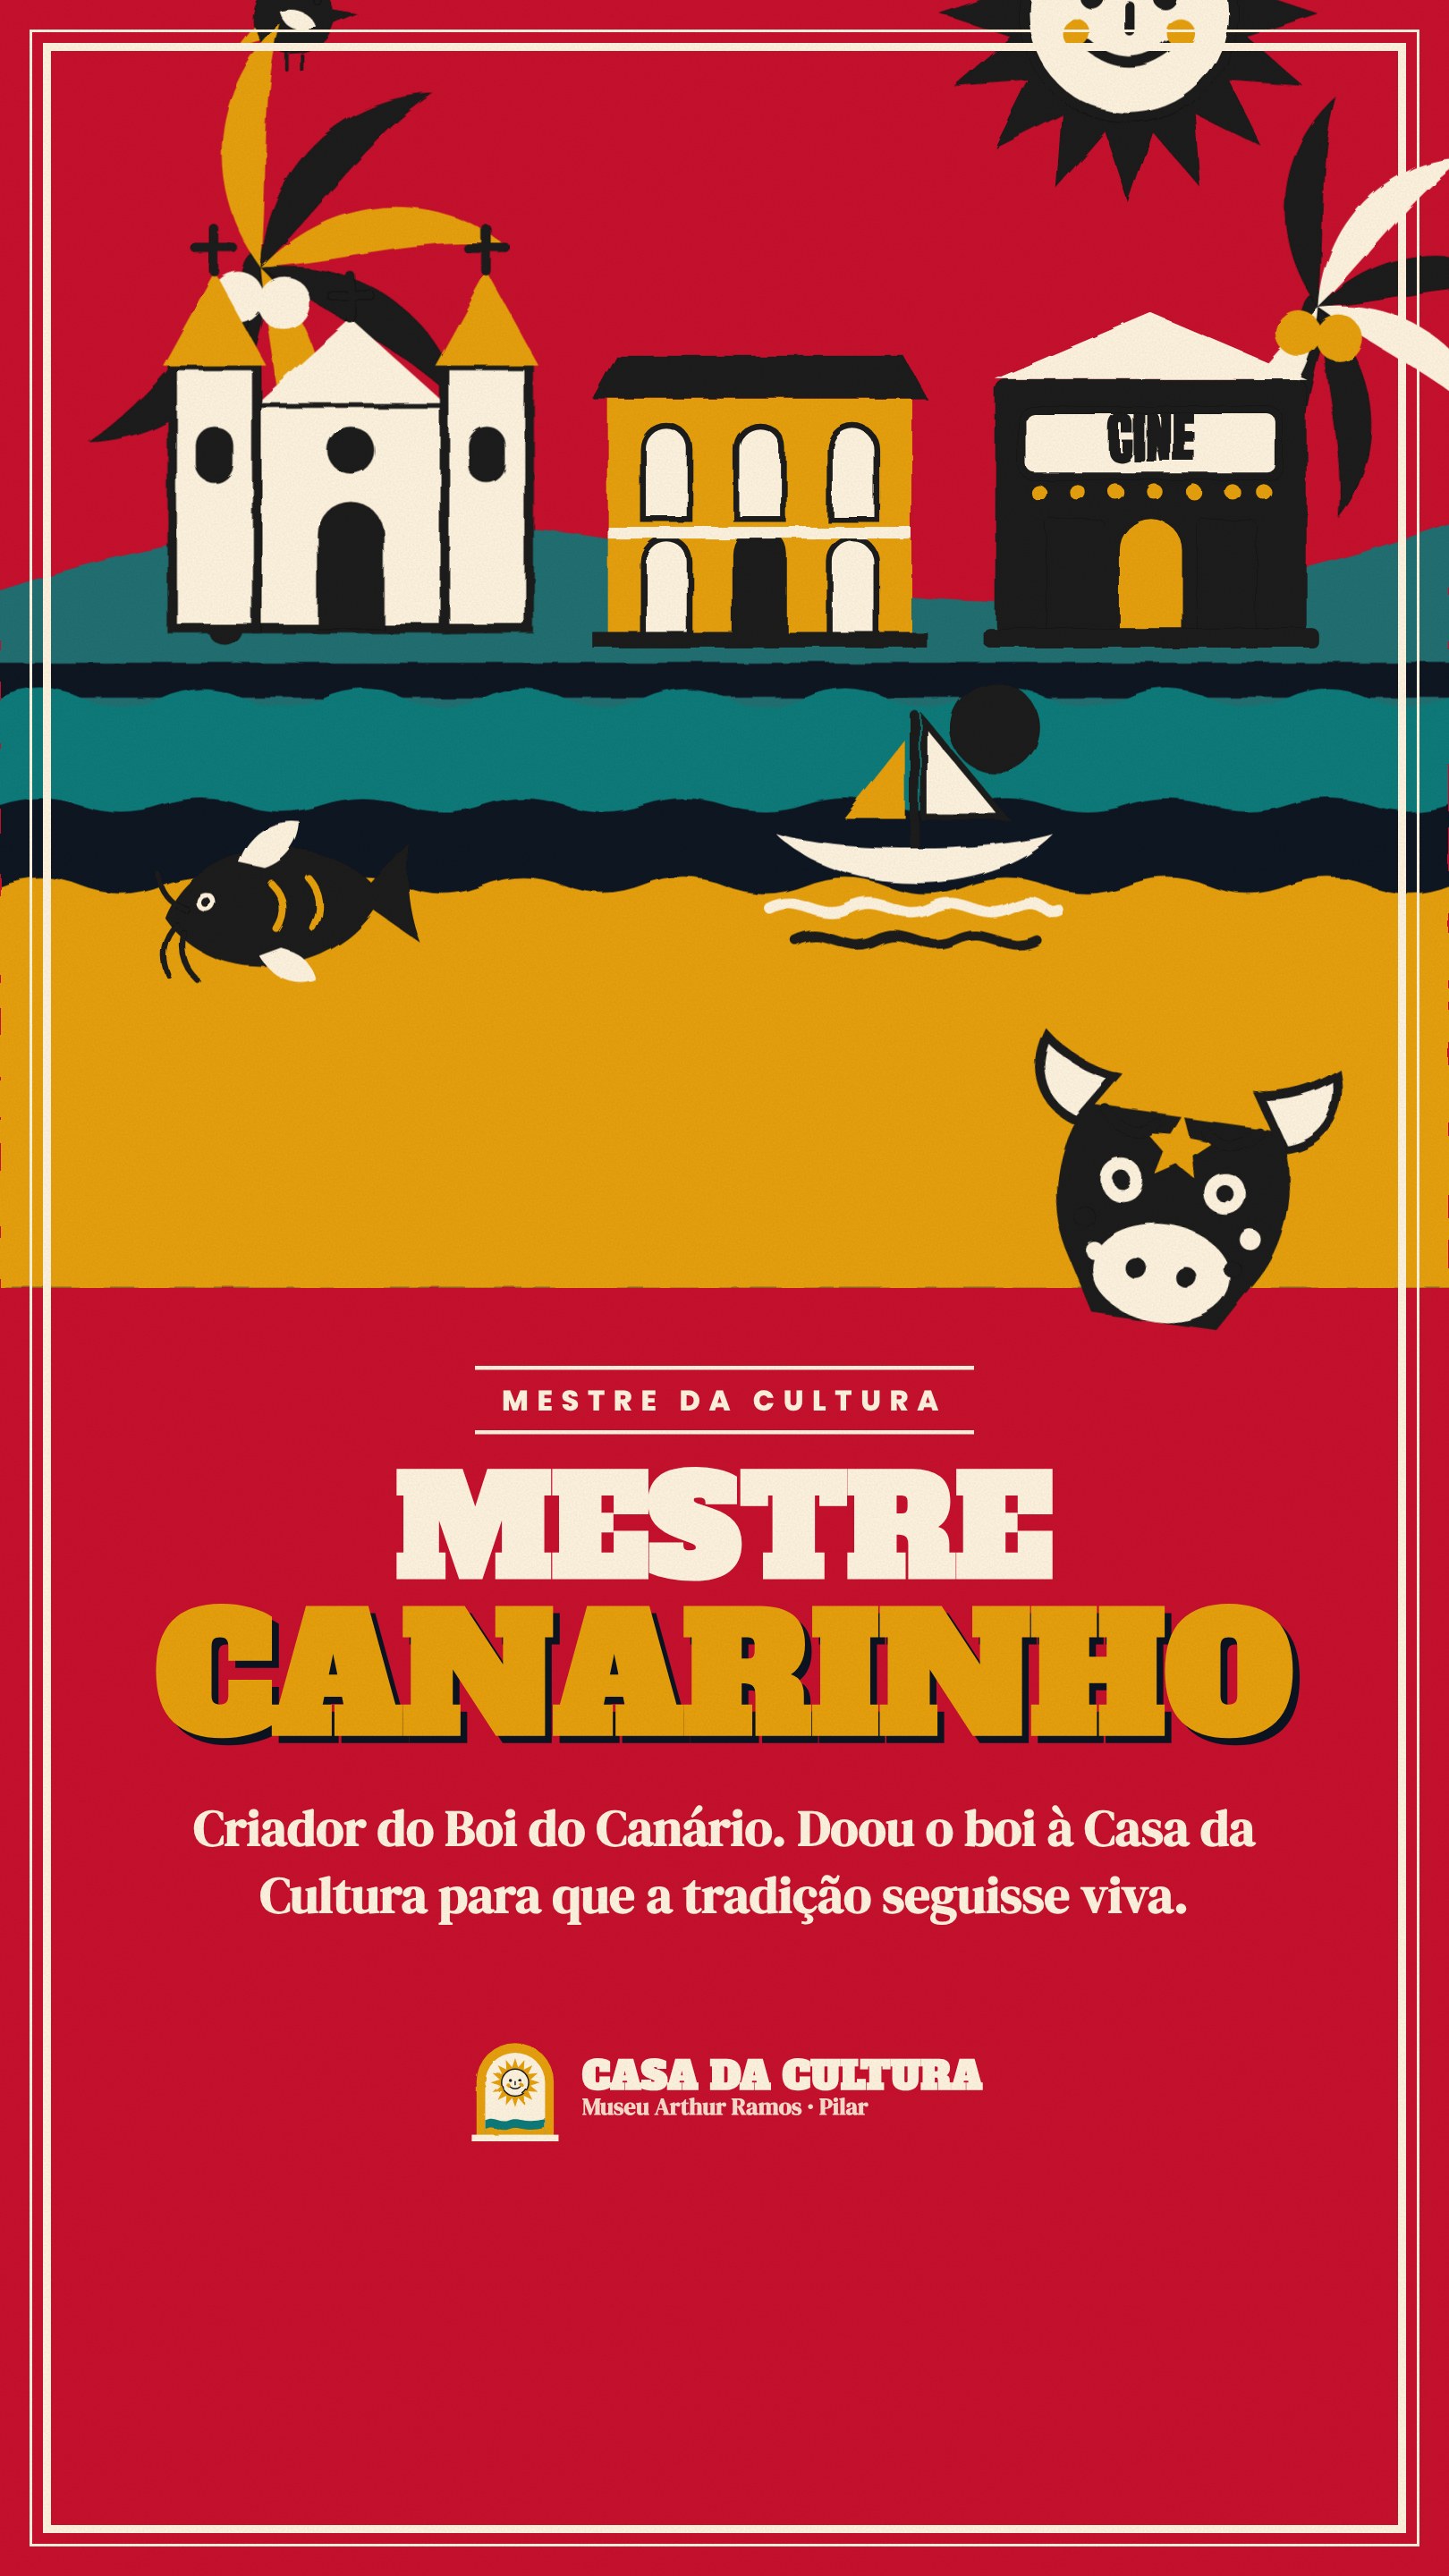 CINE
MESTRE DA CULTURA
MESTRE
CANARINHO
Criador do Boi do Canário. Doou o boi à Casa da
Cultura para que a tradição seguisse viva.
CASA DA CULTURA
Museu Arthur Ramos • Pilar